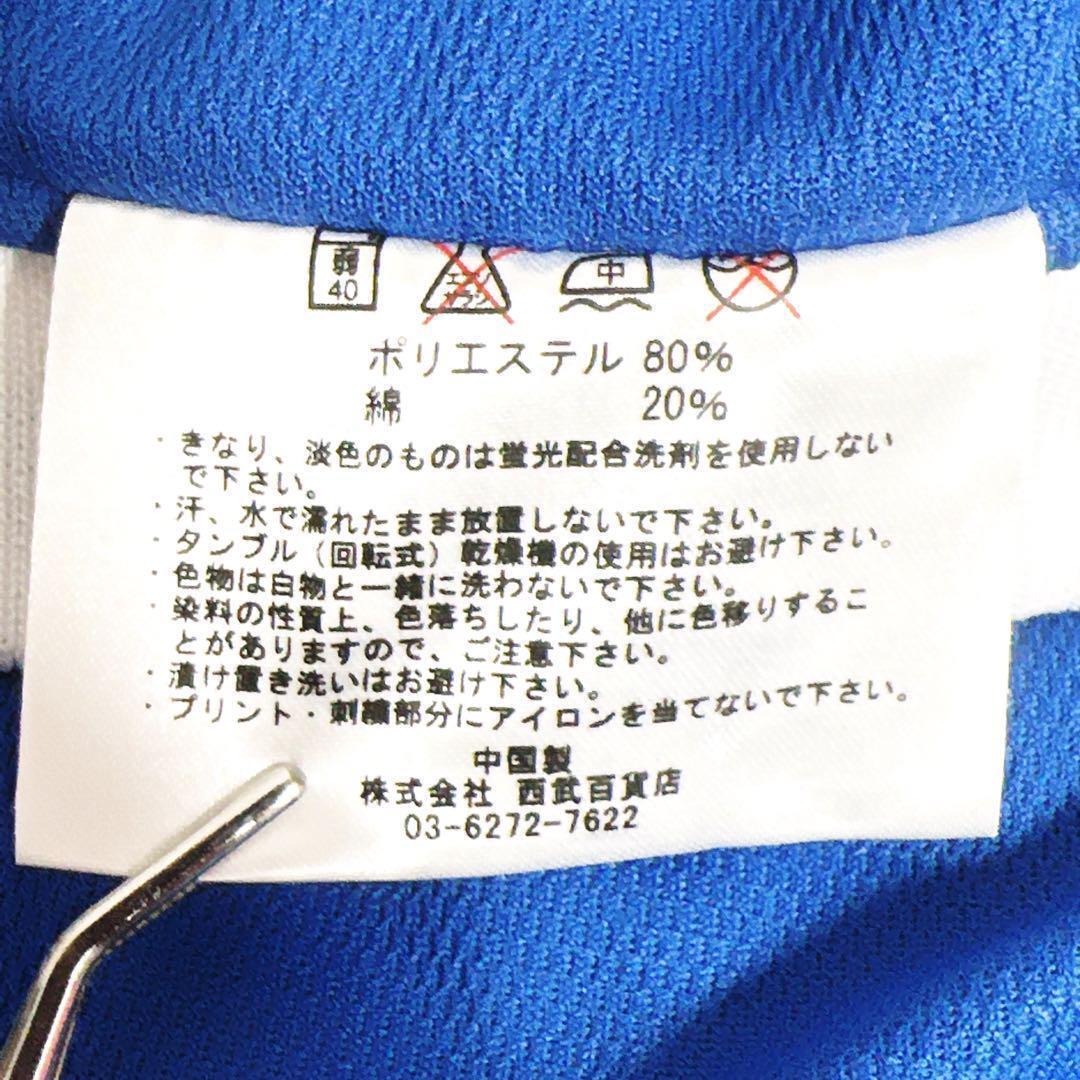 弱
40
エンソ
サラシ
中
ポリエステル 80%
綿 20%
・きなり、淡色のものは蛍光配合洗剤を使用しない
で下さい。
・汗、水で濡れたまま放置しないで下さい。
・タンブル(回転式)乾燥機の使用はお避け下さい。
・色物は白物と一緒に洗わないで下さい。
・染料の性質上、色落ちしたり、他に色移りするこ
とがありますので、ご注意下さい。
・漬け置き洗いはお避け下さい。
・プリント・刺繍部分にアイロンを当てないで下さい。
中国製
株式会社 西武百貨店
03-6272-7622